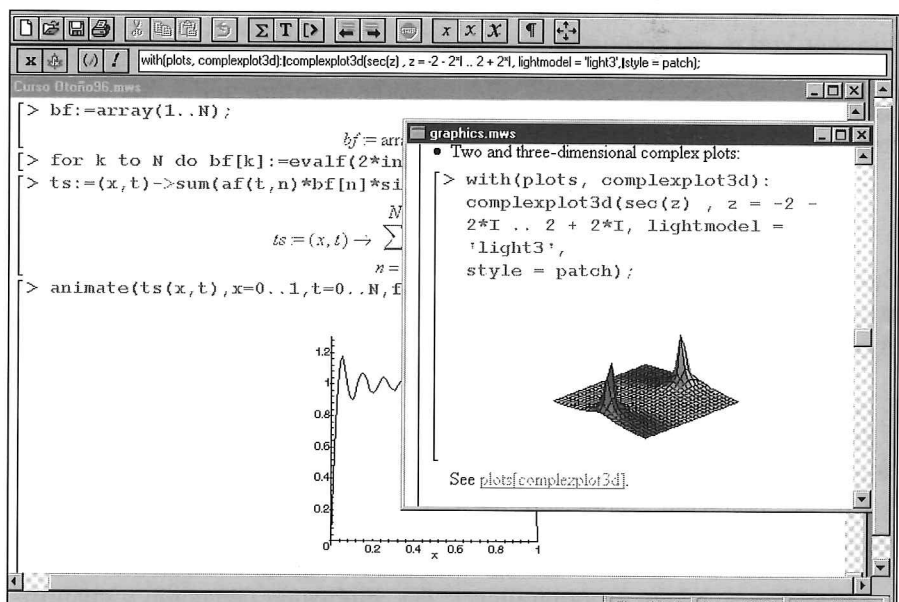 Σ T
x x X ¶
x
(/) !
with(plots, complexplot3d):complexplot3d(sec(z) , z = -2 - 2*I .. 2 + 2*I, lightmodel = 'light3', style = patch);
Curso Otoño96.mws
[> bf:=array(1..N);
bf := arr
[> for k to N do bf[k]:=evalf(2*in
[> ts:=(x,t)->sum(af(t,n)*bf[n]*si
N
ts := (x, t) → ∑
n =
[> animate(ts(x,t),x=0..1,t=0..N,f
1.2
1
0.8
0.6
0.4
0.2
0
0.2
0.4
x
0.6
0.8
1
graphics.mws
• Two and three-dimensional complex plots:
[> with(plots, complexplot3d):
complexplot3d(sec(z) , z = -2 -
2*I .. 2 + 2*I, lightmodel =
'light3',
style = patch);
See plots[complexplot3d].